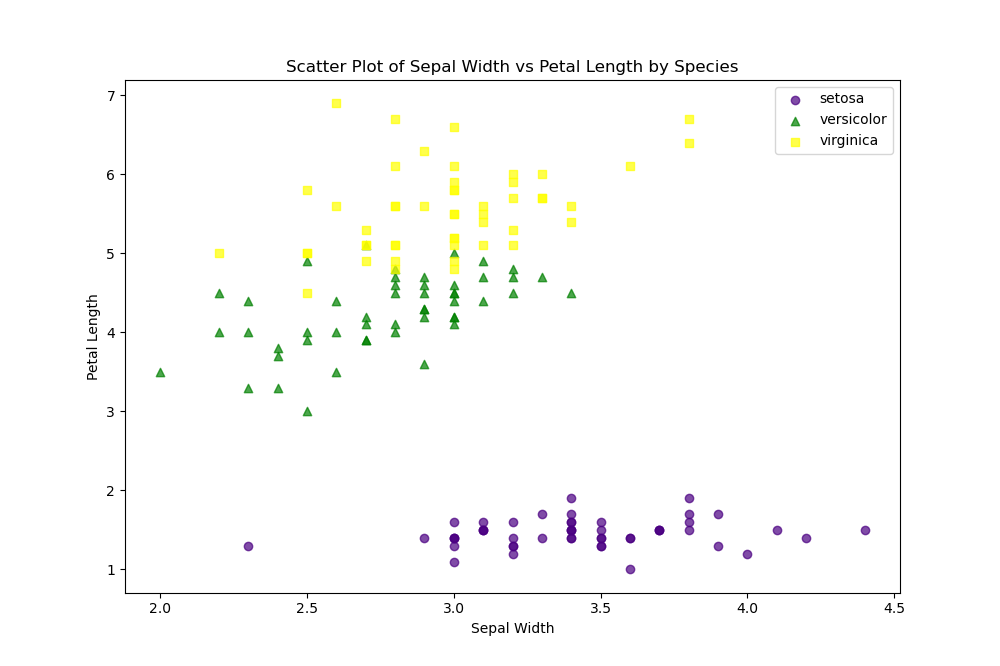 Scatter Plot of Sepal Width vs Petal Length by Species
setosa
versicolor
virginica
7
6
5
4
3
2
1
Petal Length
2.0 2.5 3.0 3.5 4.0 4.5
Sepal Width